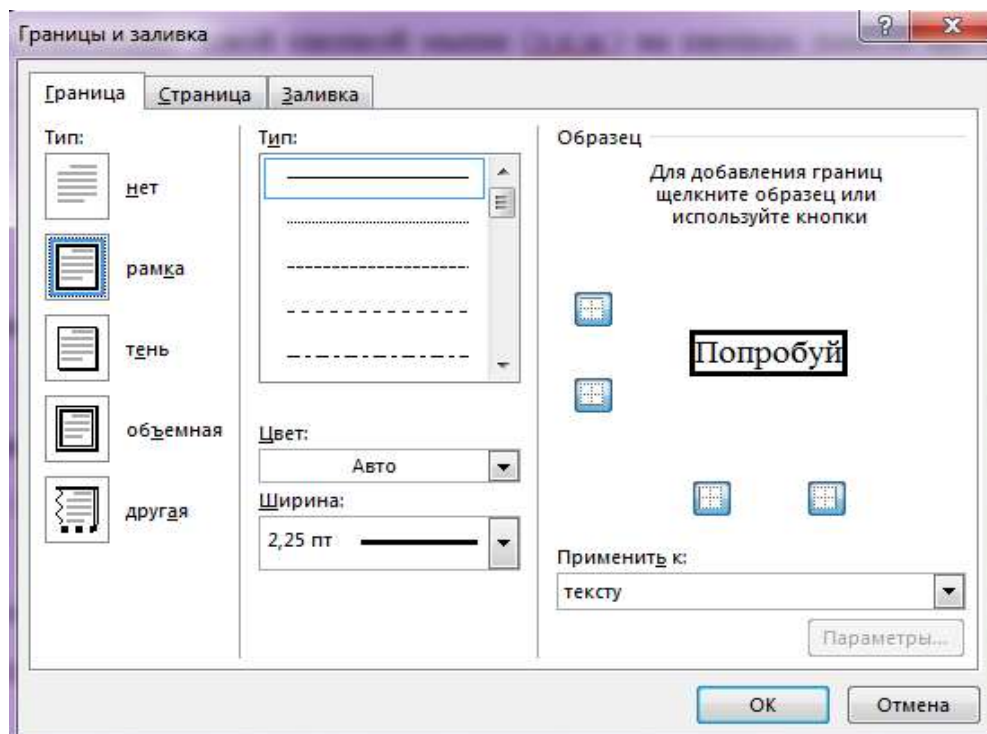 Границы и заливка
Граница Страница Заливка
Тип:
нет
рамка
тень
объемная
другая
Тип:
Цвет:
Авто
Ширина:
2,25 пт
Образец
Для добавления границ
щелкните образец или
используйте кнопки
Попробуй
Применить к:
тексту
Параметры...
ОК Отмена